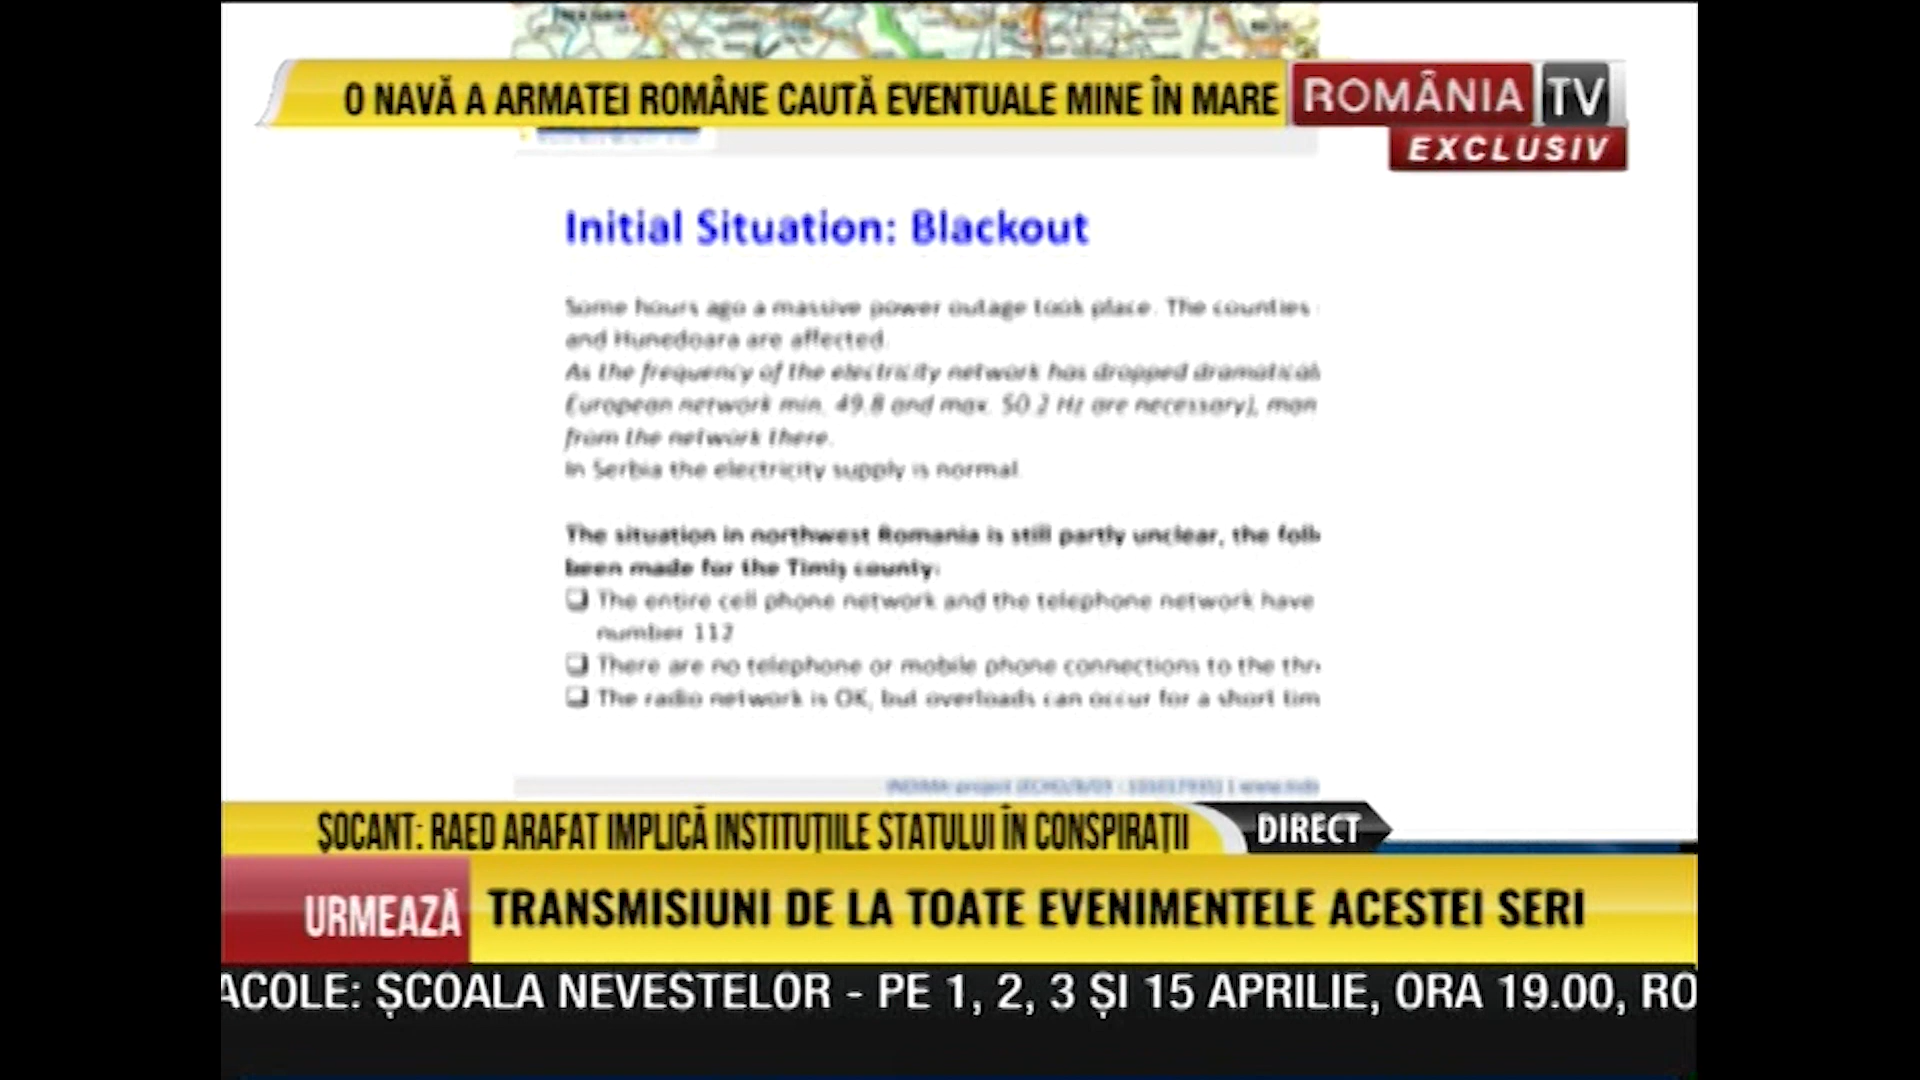 O NAVĂ A ARMATEI ROMÂNE CAUTĂ EVENTUALE MINE ÎN MARE
ROMÂNIA TV
EXCLUSIV
Initial Situation: Blackout
Some hours ago a massive power outage took place. The counties
and Hunedoara are affected.
As the frequency of the electricity network has dropped dramatical
European network min. 49.8 and max. 50.2 Hz are necessary), man
from the network there.
In Serbia the electricity supply is normal.
The situation in northwest Romania is still partly unclear, the foll
been made for the Timiș county:
❑ The entire cell phone network and the telephone network have
number 112
❑ There are no telephone or mobile phone connections to the thr
❑ The radio network is OK, but overloads can occur for a short tim
ȘOCANT: RAED ARAFAT IMPLICĂ INSTITUȚIILE STATULUI ÎN CONSPIRAȚII
DIRECT
URMEAZĂ TRANSMISIUNI DE LA TOATE EVENIMENTELE ACESTEI SERI
ACOLE: ȘCOALA NEVESTELOR - PE 1, 2, 3 ȘI 15 APRILIE, ORA 19.00, RO